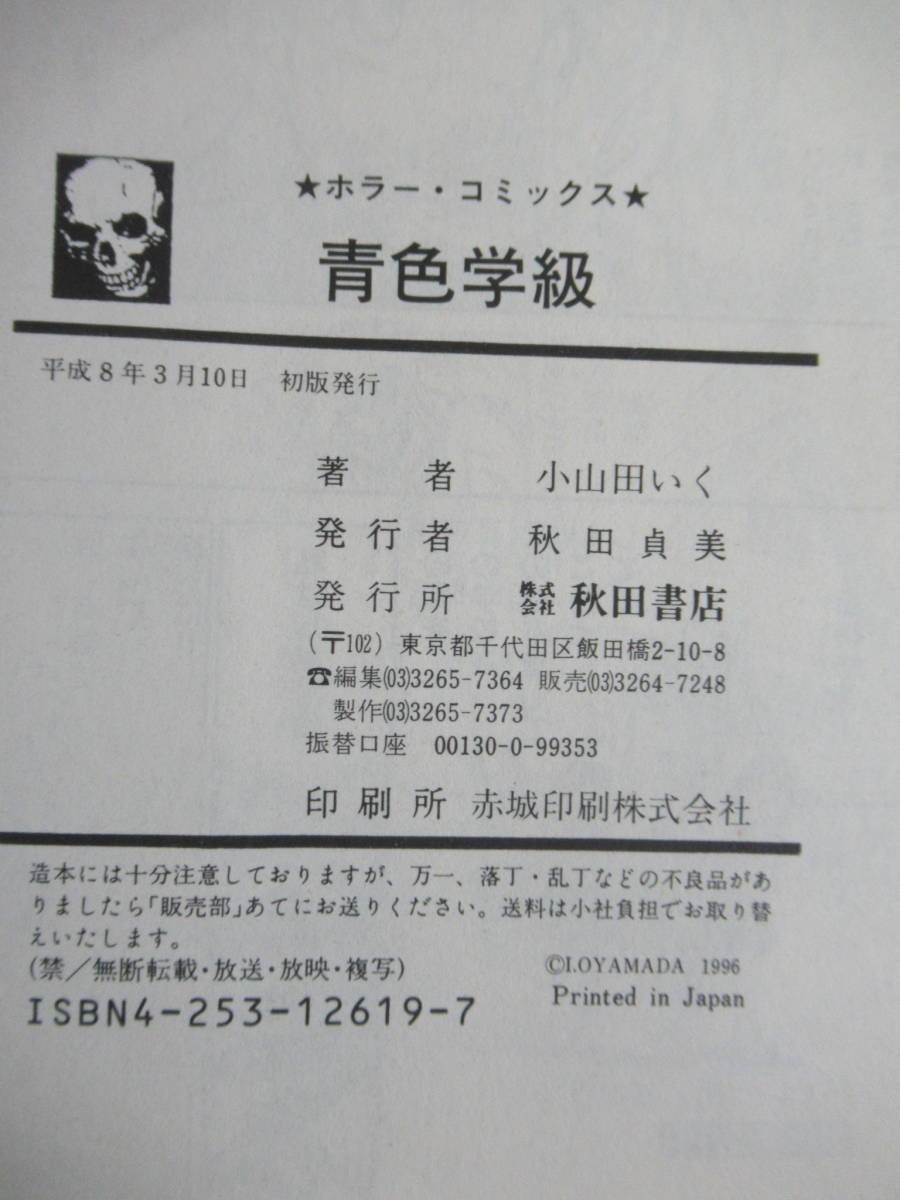 ★ホラー・コミックス★
青色学級
平成8年3月10日 初版発行
著者 小山田いく
発行者 秋田貞美
発行所 株式会社 秋田書店
(〒102) 東京都千代田区飯田橋2-10-8
☎編集(03)3265-7364 販売(03)3264-7248
製作(03)3265-7373
振替口座 00130-0-99353
印刷所 赤城印刷株式会社
造本には十分注意しておりますが、万一、落丁・乱丁などの不良品があ
りましたら「販売部」あてにお送りください。送料は小社負担でお取り替
えいたします。
(禁/無断転載・放送・放映・複写)
©I.OYAMADA 1996
Printed in Japan
ISBN4-253-12619-7